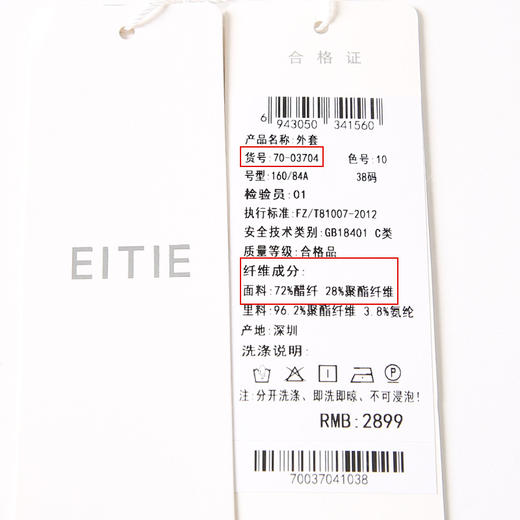 EITIE
合格证
6 943050 341560
产品名称:外套
货号:70-03704 色号:10
号型:160/84A 38码
检验员:01
执行标准:FZ/T81007-2012
安全技术类别:GB18401 C类
质量等级:合格品
纤维成分:
面料:72%醋纤 28%聚酯纤维
里料:96.2%聚酯纤维 3.8%氨纶
产地:深圳
洗涤说明:
P
注:分开洗涤、即洗即晾、不可浸泡!
RMB:2899
70037041038